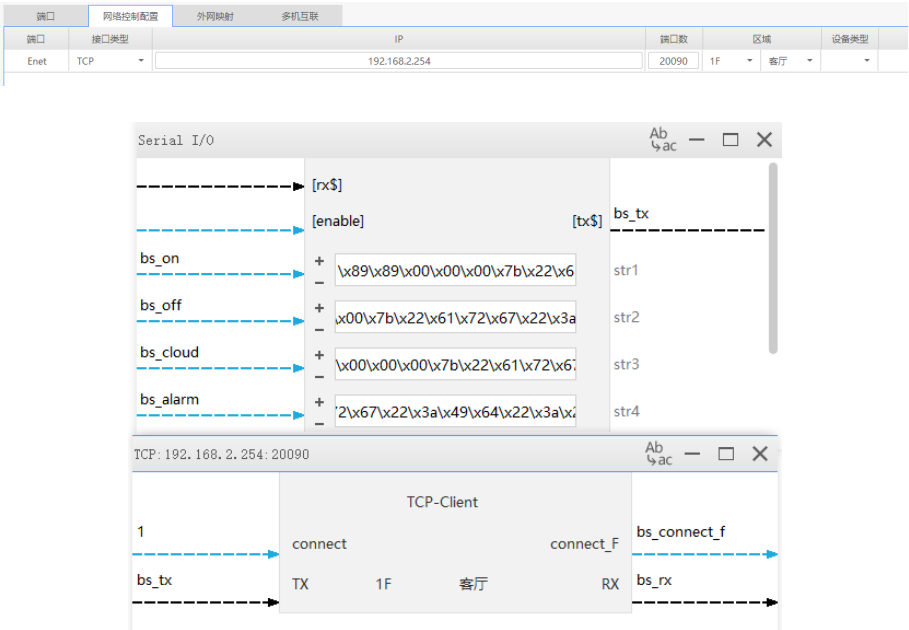 端口 网络控制配置 外网映射 多机互联
端口 接口类型 IP 端口数 区域 设备类型
Enet TCP 192.168.2.254 20090 1F 客厅
Serial I/O Ab ac
[rx$]
[enable] [tx$] bs_tx
bs_on + \x89\x89\x00\x00\x00\x7b\x22\x6 str1
−
bs_off + \x00\x7b\x22\x61\x72\x67\x22\x3a str2
−
bs_cloud + \x00\x00\x00\x7b\x22\x61\x72\x67 str3
−
bs_alarm + '2\x67\x22\x3a\x49\x64\x22\x3a\x2 str4
−
TCP:192.168.2.254:20090 Ab ac
TCP-Client
1 connect connect_F bs_connect_f
bs_tx TX 1F 客厅 RX bs_rx